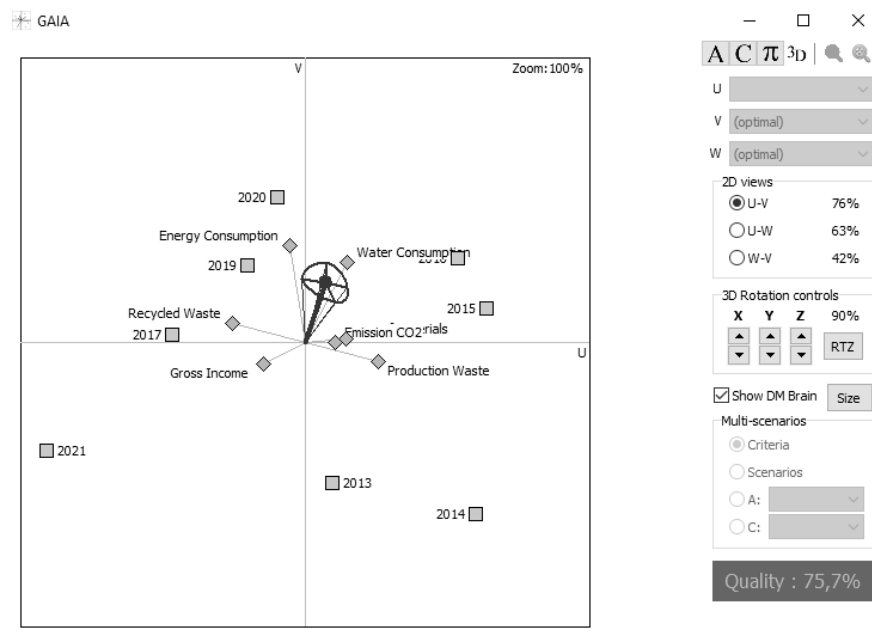 GAIA
A C π 3D
V
Zoom:100%
U
V (optimal)
W (optimal)
2D views
U-V 76%
U-W 63%
W-V 42%
2020
Energy Consumption
Water Consumption
2019
2015
Recycled Waste
2017
Emission CO2
U
Gross Income
Production Waste
2021
2013
2014
3D Rotation controls
X Y Z 90%
RTZ
Show DM Brain Size
Multi-scenarios
Criteria
Scenarios
A:
C:
Quality : 75,7%